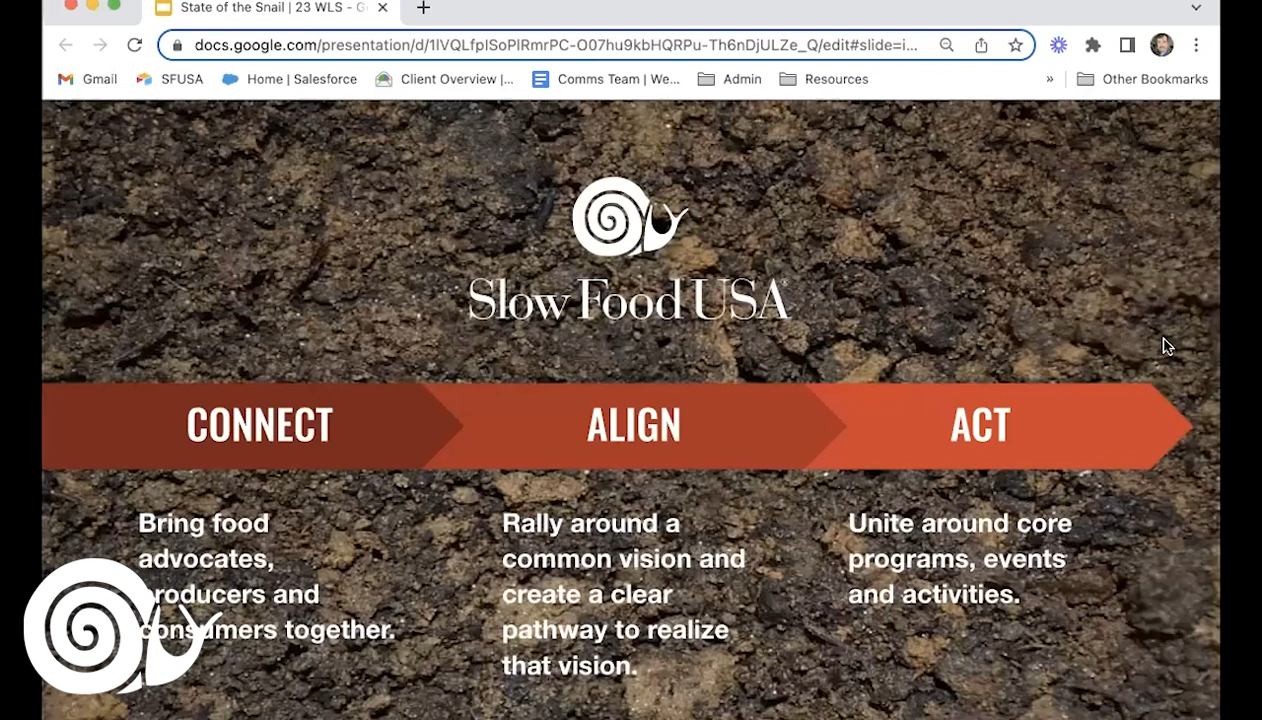 State of the Snail | 23 WLS - G
docs.google.com/presentation/d/1lVQLfpISoPlRmrPC-O07hu9kbHQRPu-Th6nDjULZe_Q/edit#slide=i...
Gmail
SFUSA
Home | Salesforce
Client Overview |...
Comms Team | We...
Admin
Resources
»
Other Bookmarks
Slow Food USA
CONNECT
ALIGN
ACT
Bring food
advocates,
producers and
consumers together.
Rally around a
common vision and
create a clear
pathway to realize
that vision.
Unite around core
programs, events
and activities.